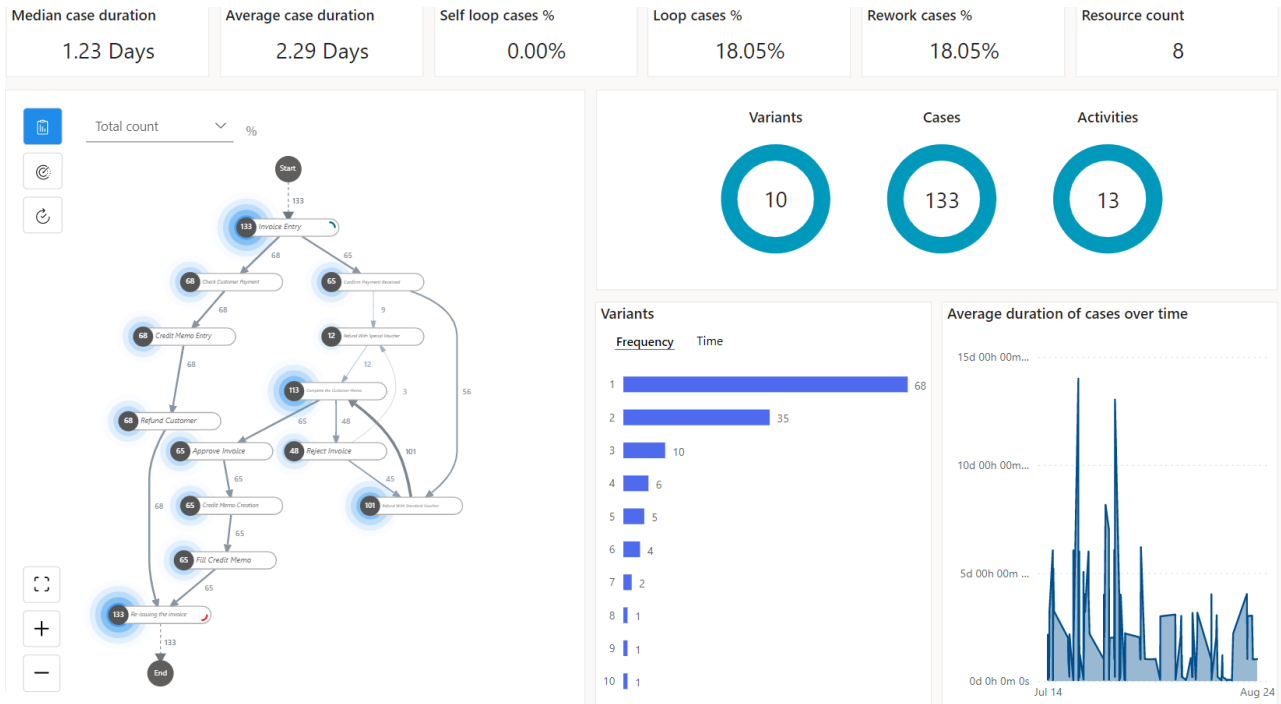 Median case duration
1.23 Days
Average case duration
2.29 Days
Self loop cases %
0.00%
Loop cases %
18.05%
Rework cases %
18.05%
Resource count
8
Total count
%
Start
133
133 Invoice Entry
68
65
68 Check Customer Payment
65 Confirm Payment Received
68
9
68 Credit Memo Entry
12 Refund With Special Voucher
68
12
3
56
113 Complete the Customer Memo
68 Refund Customer
65
48
65 Approve Invoice
48 Reject Invoice
101
65
45
68
65 Credit Memo Creation
101 Refund With Standard Voucher
65
65 Fill Credit Memo
65
133 Re-issuing the invoice
133
End
Variants
Cases
Activities
10
133
13
Variants
Frequency
Time
1
68
2
35
3
10
4
6
5
5
6
4
7
2
8
1
9
1
10
1
Average duration of cases over time
15d 00h 00m...
10d 00h 00m...
5d 00h 00m ...
0d 0h 0m 0s
Jul 14
Aug 24